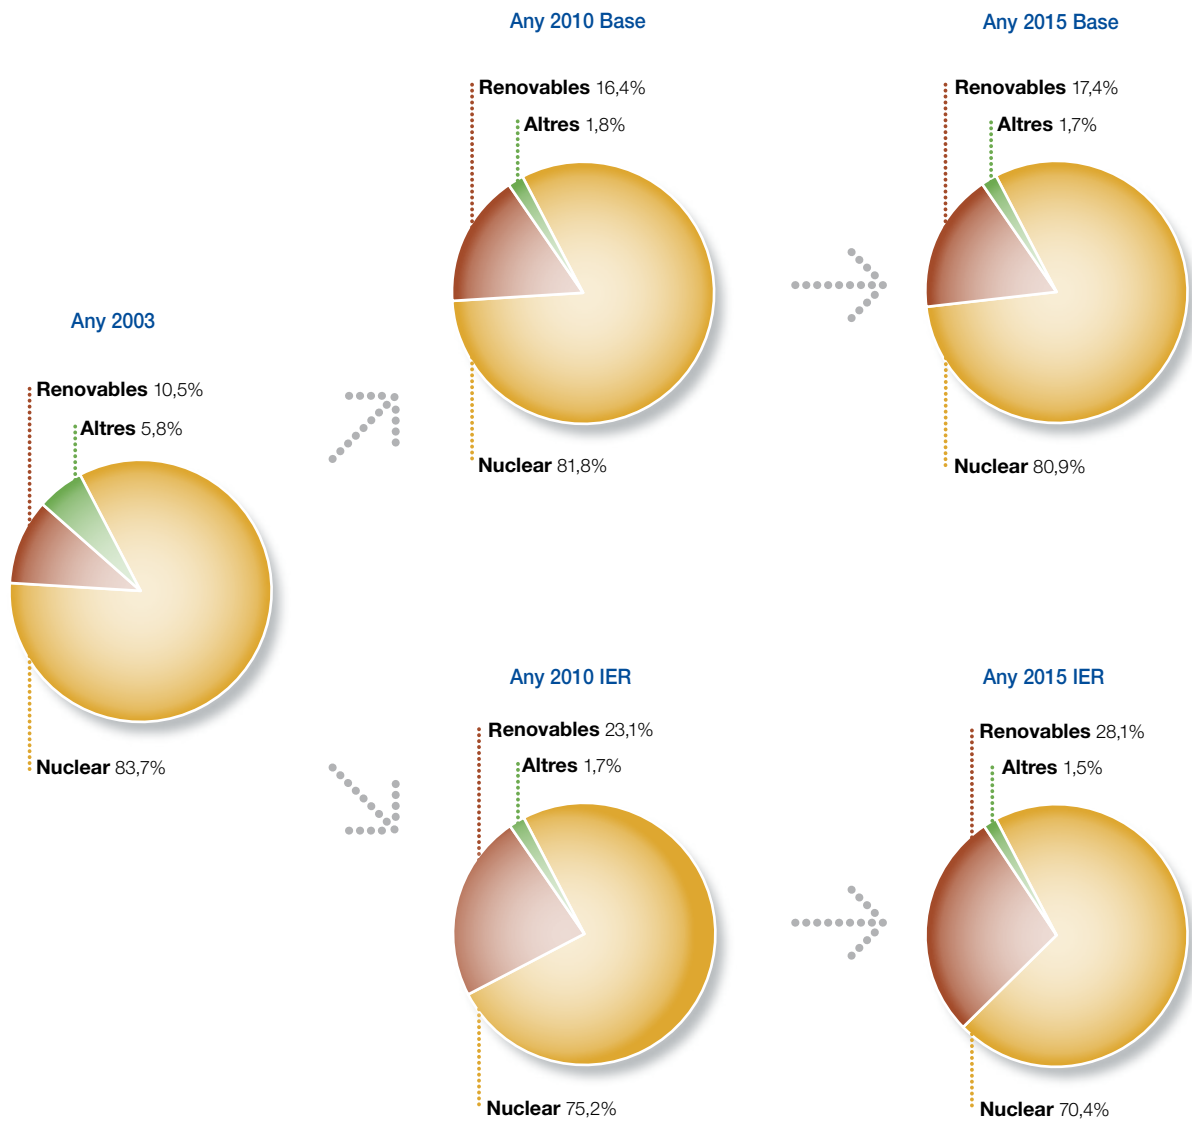 Any 2010 Base
Renovables 16,4%
Altres 1,8%
Nuclear 81,8%
Any 2015 Base
Renovables 17,4%
Altres 1,7%
Nuclear 80,9%
Any 2003
Renovables 10,5%
Altres 5,8%
Nuclear 83,7%
Any 2010 IER
Renovables 23,1%
Altres 1,7%
Nuclear 75,2%
Any 2015 IER
Renovables 28,1%
Altres 1,5%
Nuclear 70,4%